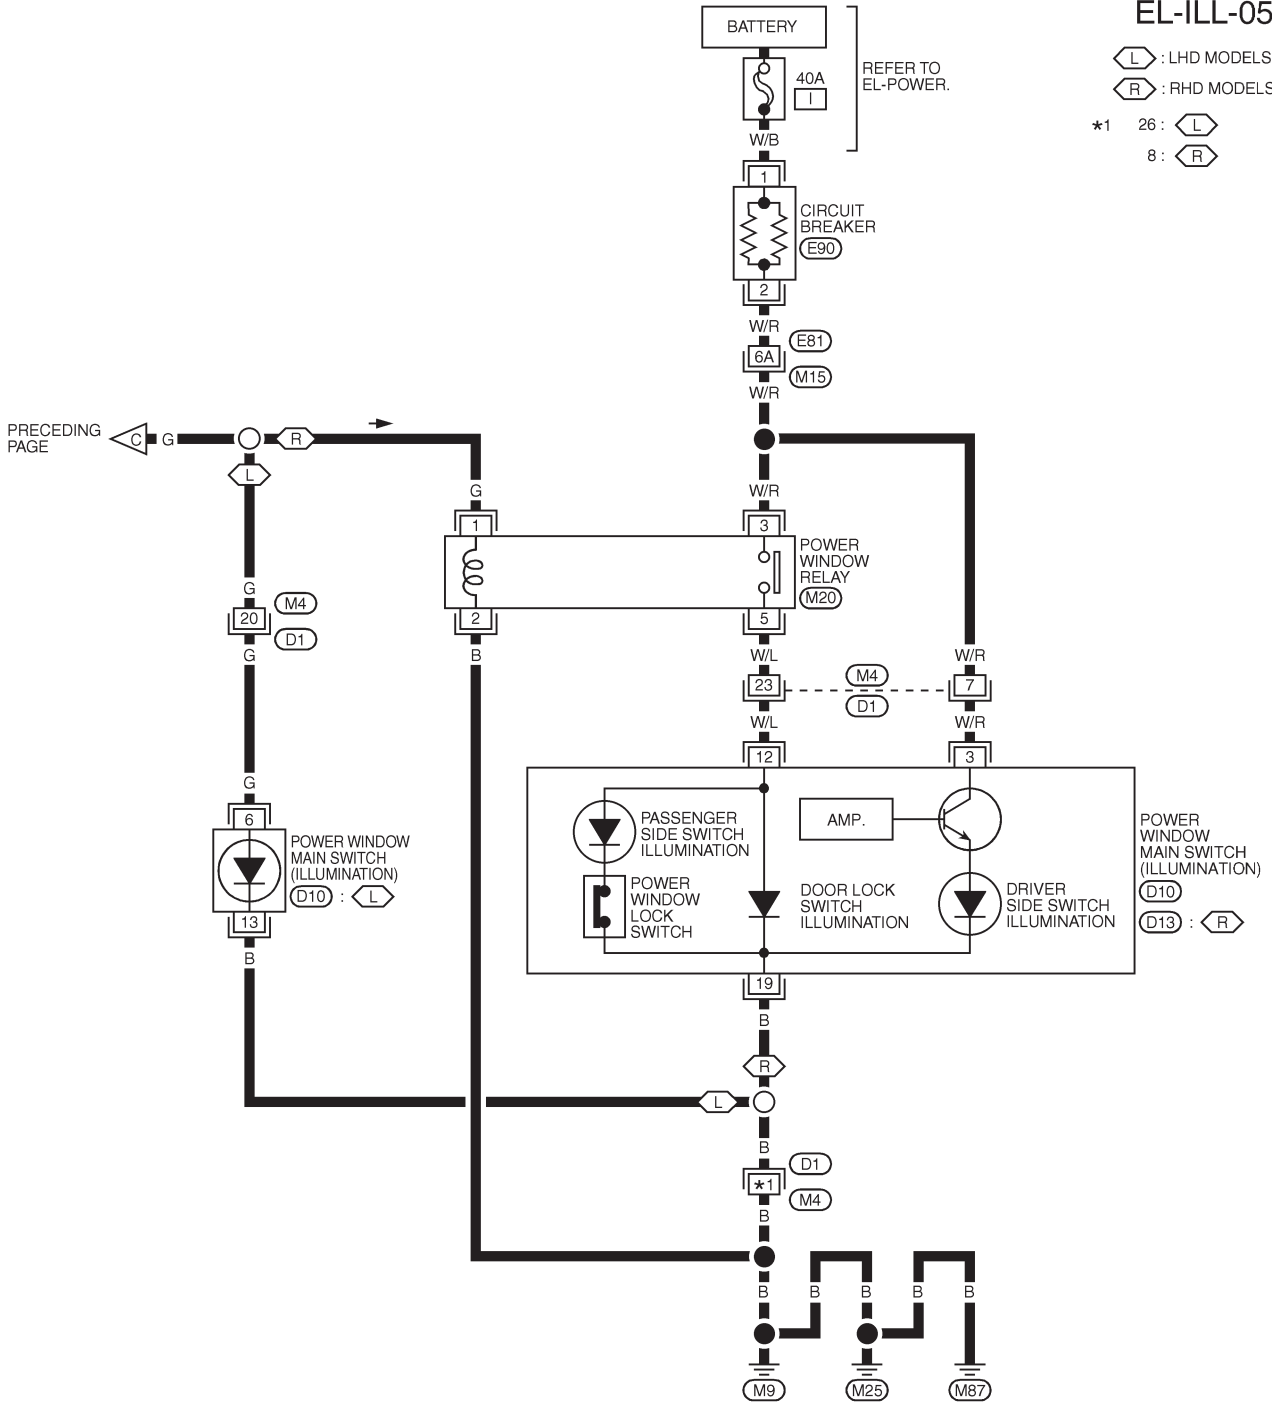 EL-ILL-05
BATTERY
REFER TO
EL-POWER.
40A
I
L : LHD MODELS
R : RHD MODELS
*1 26 : L
8 : R
W/B
1
CIRCUIT
BREAKER
E90
2
W/R
E81
6A
M15
W/R
PRECEDING
PAGE
C
G
R
L
G
W/R
1
3
POWER
WINDOW
RELAY
M20
2
5
G
20
M4
D1
G
B
W/L
W/R
23
M4
D1
7
W/L
W/R
12
3
G
6
POWER WINDOW
MAIN SWITCH
(ILLUMINATION)
D10 : L
13
B
PASSENGER
SIDE SWITCH
ILLUMINATION
AMP.
POWER
WINDOW
LOCK
SWITCH
DOOR LOCK
SWITCH
ILLUMINATION
DRIVER
SIDE SWITCH
ILLUMINATION
POWER
WINDOW
MAIN SWITCH
(ILLUMINATION)
D10
D13 : R
19
B
R
L
B
D1
*1
M4
B
B
B
B
B
B
M9
M25
M87